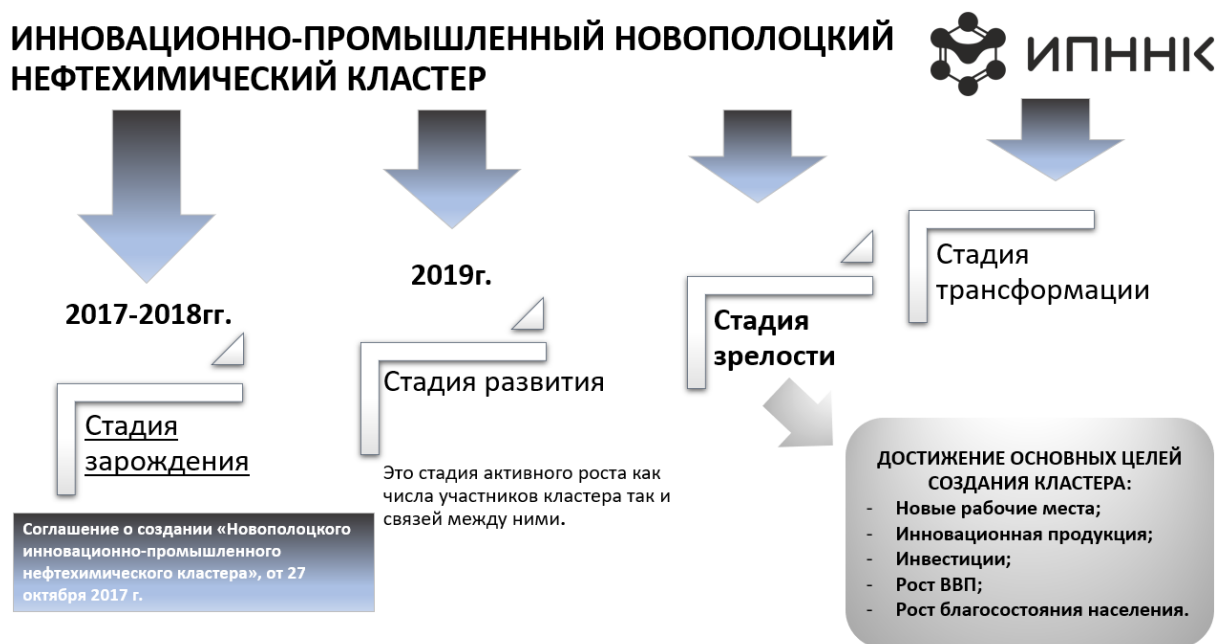 ИННОВАЦИОННО-ПРОМЫШЛЕННЫЙ НОВОПОЛОЦКИЙ
НЕФТЕХИМИЧЕСКИЙ КЛАСТЕР
ИПННК
2017-2018гг.
Стадия
зарождения
Соглашение о создании «Новополоцкого
инновационно-промышленного
нефтехимического кластера», от 27
октября 2017 г.
2019г.
Стадия развития
Это стадия активного роста как
числа участников кластера так и
связей между ними.
Стадия
зрелости
Стадия
трансформации
ДОСТИЖЕНИЕ ОСНОВНЫХ ЦЕЛЕЙ
СОЗДАНИЯ КЛАСТЕРА:
- Новые рабочие места;
- Инновационная продукция;
- Инвестиции;
- Рост ВВП;
- Рост благосостояния населения.